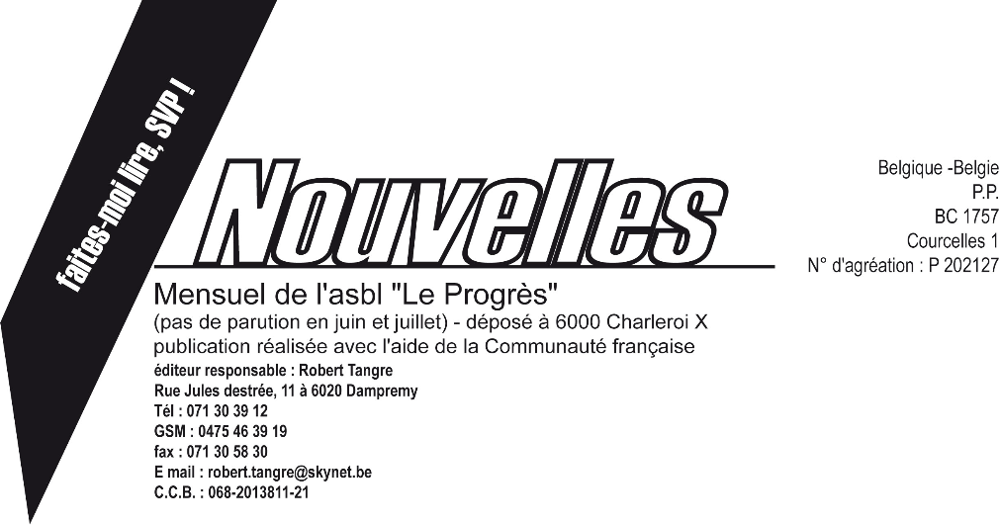 faites-moi lire, SVP !
Nouvelles
Belgique -Belgie
P.P.
BC 1757
Courcelles 1
N° d'agréation : P 202127
Mensuel de l'asbl "Le Progrès"
(pas de parution en juin et juillet) - déposé à 6000 Charleroi X
publication réalisée avec l'aide de la Communauté française
éditeur responsable : Robert Tangre
Rue Jules destrée, 11 à 6020 Dampremy
Tél : 071 30 39 12
GSM : 0475 46 39 19
fax : 071 30 58 30
E mail : robert.tangre@skynet.be
C.C.B. : 068-2013811-21